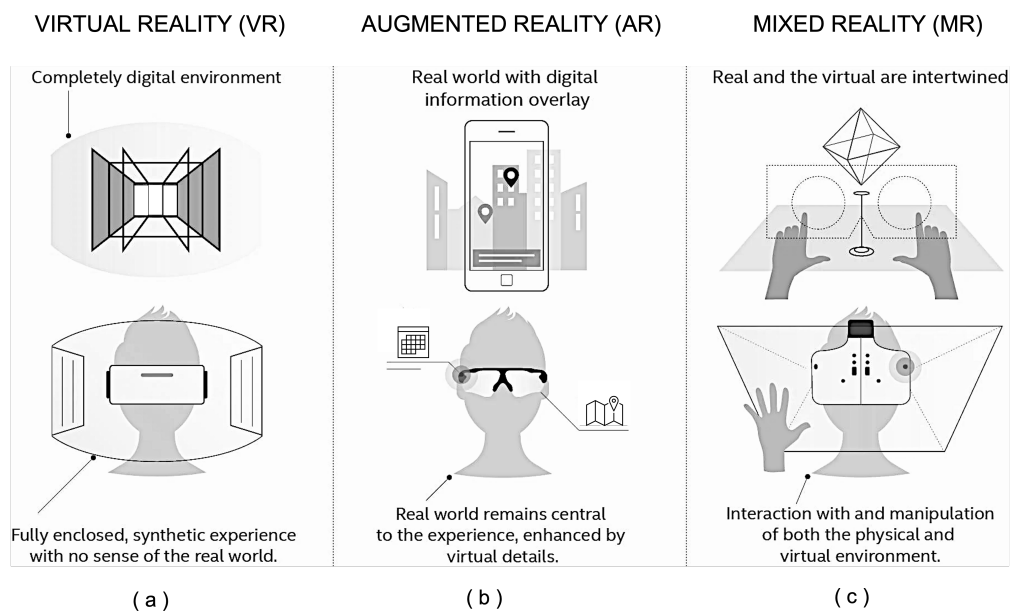 VIRTUAL REALITY (VR)
Completely digital environment
Fully enclosed, synthetic experience
with no sense of the real world.
( a )
AUGMENTED REALITY (AR)
Real world with digital
information overlay
Real world remains central
to the experience, enhanced by
virtual details.
( b )
MIXED REALITY (MR)
Real and the virtual are intertwined
Interaction with and manipulation
of both the physical and
virtual environment.
( c )